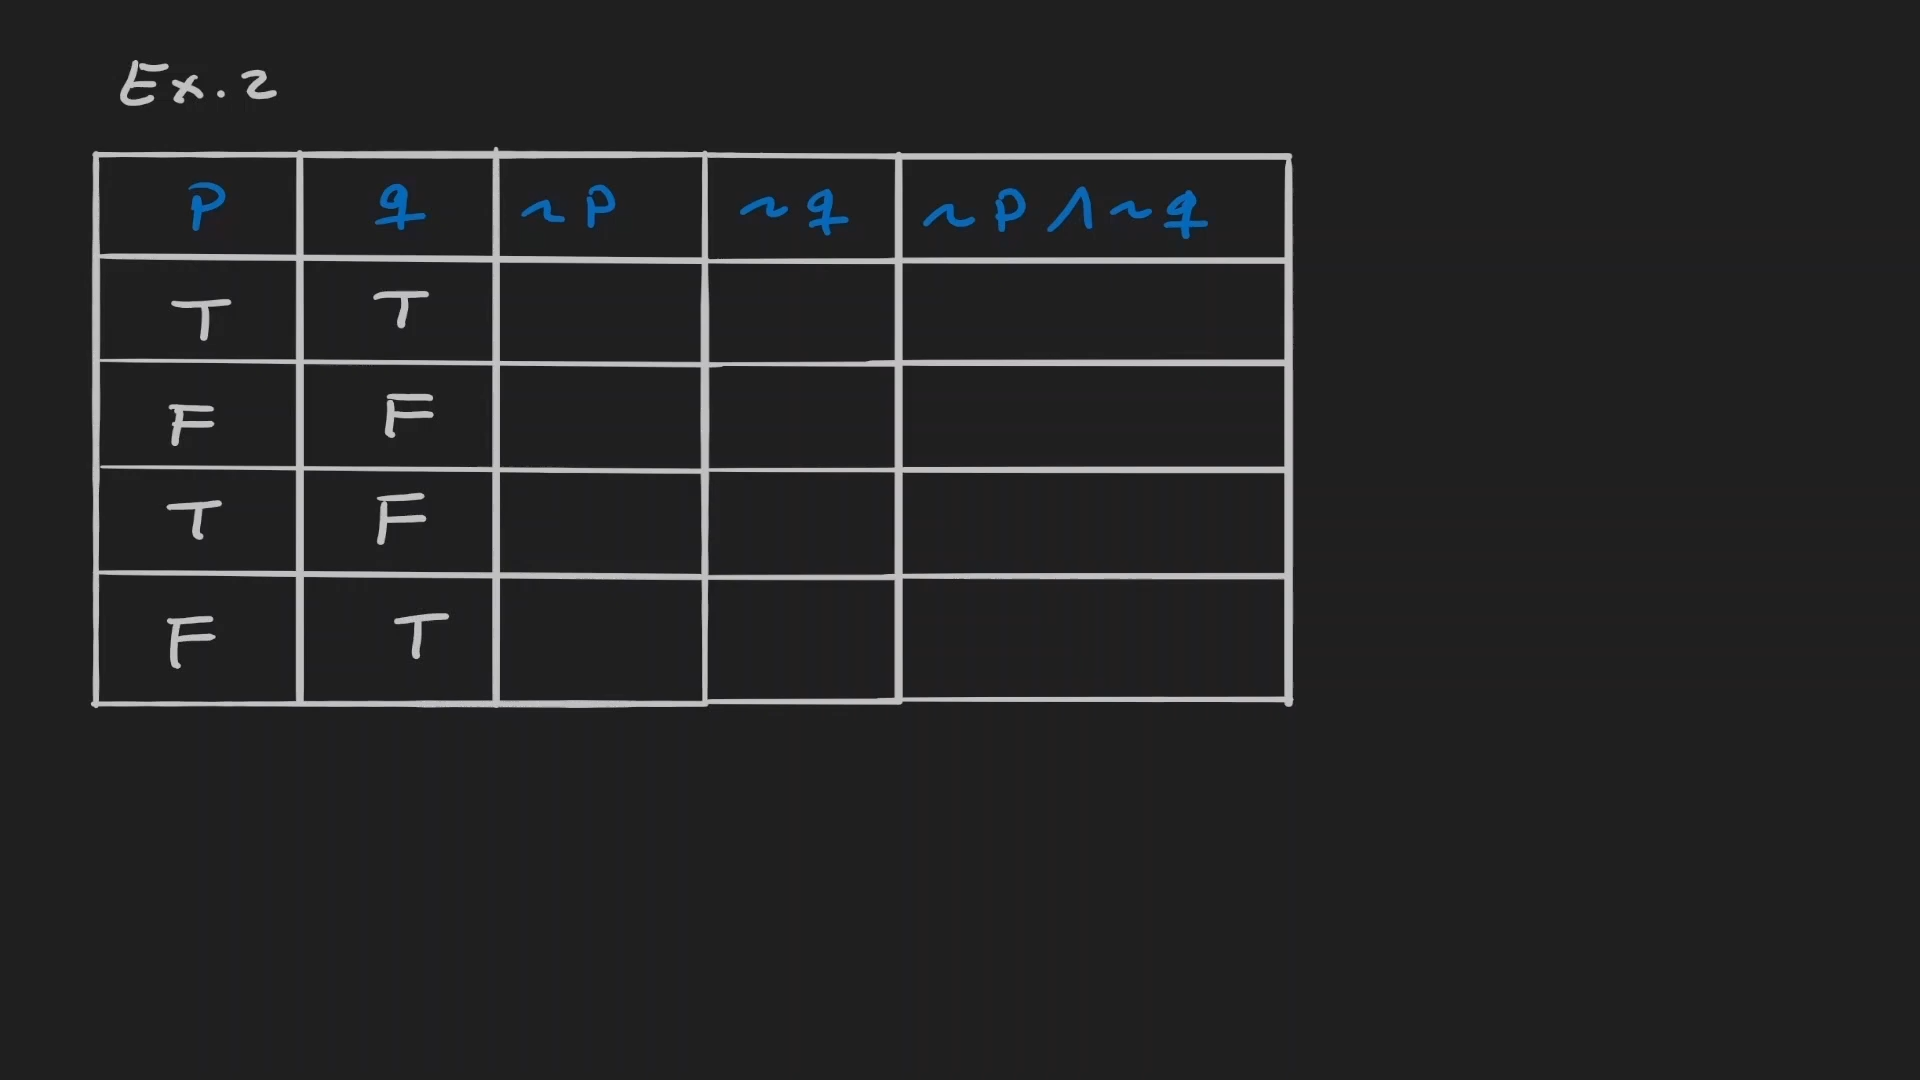 Ex. 2
P q ~P ~q ~P ∧ ~q
T T
F F
T F
F T